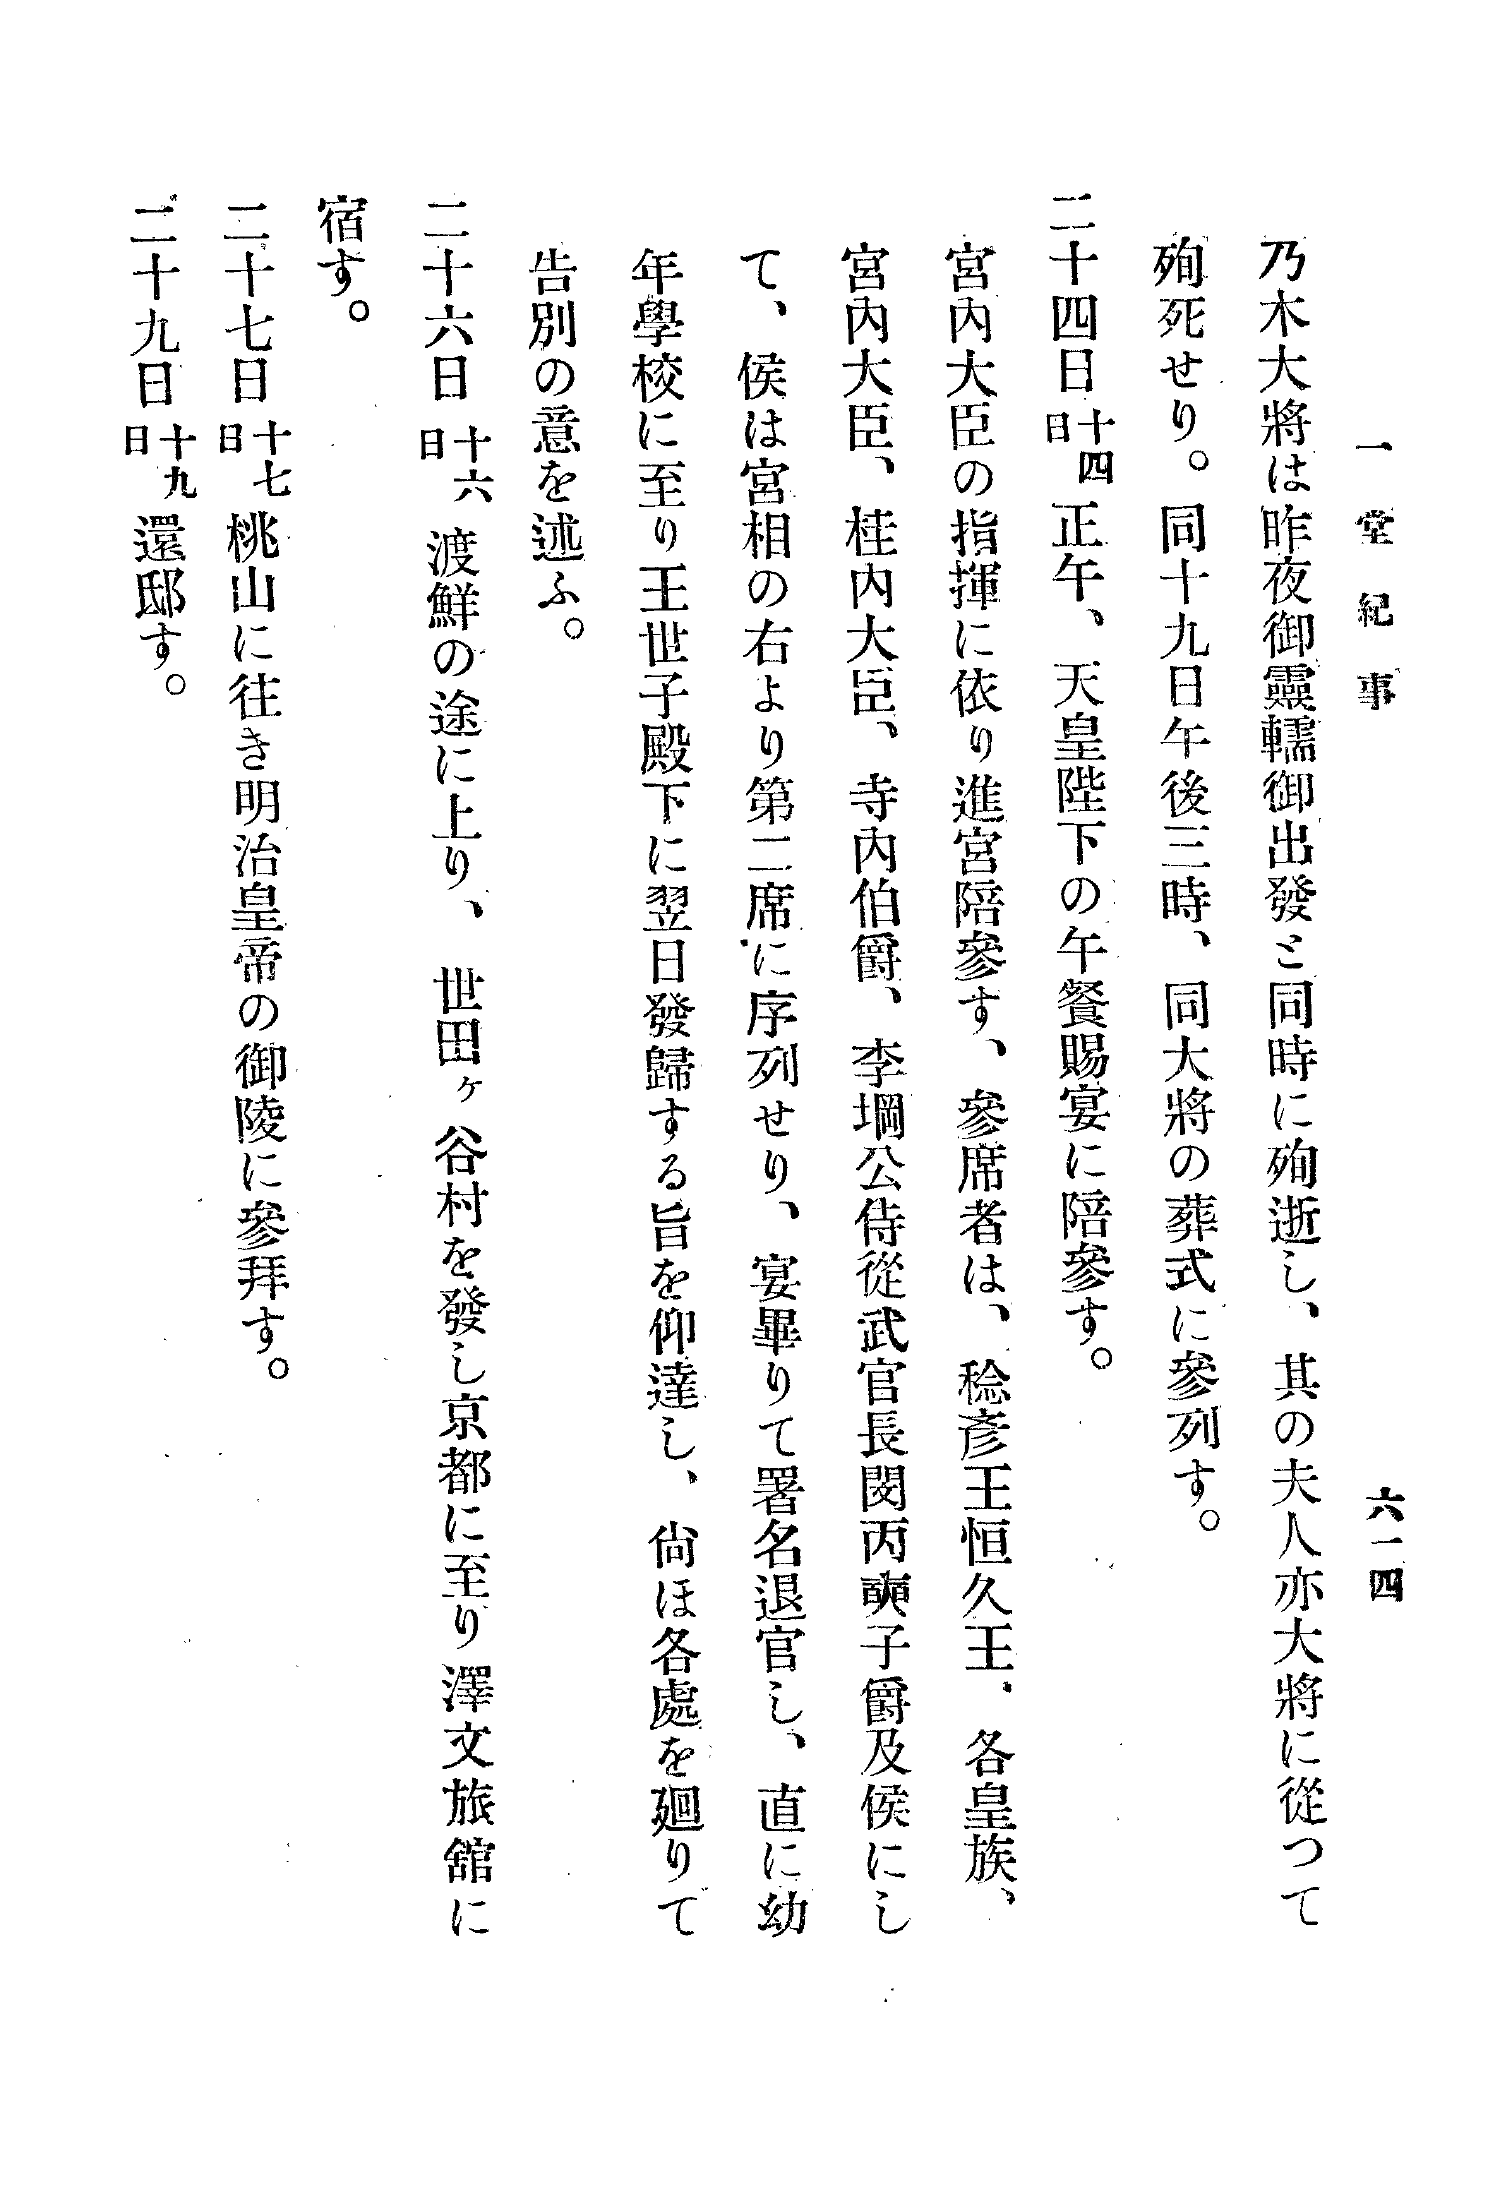 一堂紀事　六一四
乃木大將は昨夜御靈轜御出發と同時に殉逝し、其の夫人亦大將に從つて
殉死せり。同十九日午後三時、同大將の葬式に參列す。
二十四日十四日正午、天皇陛下の午餐賜宴に陪參す。
宮內大臣の指揮に依り進宮陪參す、參席者は、稔彥王恒久王、各皇族、
宮內大臣、桂內大臣、寺內伯爵、李堈公侍從武官長閔丙奭子爵及侯にし
て、侯は宮相の右より第二席に序列せり、宴畢りて署名退官し、直に幼
年學校に至り王世子殿下に翌日發歸する旨を仰達し、尙ほ各處を廻りて
告別の意を述ふ。
二十六日十六日渡鮮の途に上り、世田ヶ谷村を發し京都に至り澤文旅舘に
宿す。
二十七日十七日桃山に往き明治皇帝の御陵に參拜す。
二十九日十九日還邸す。